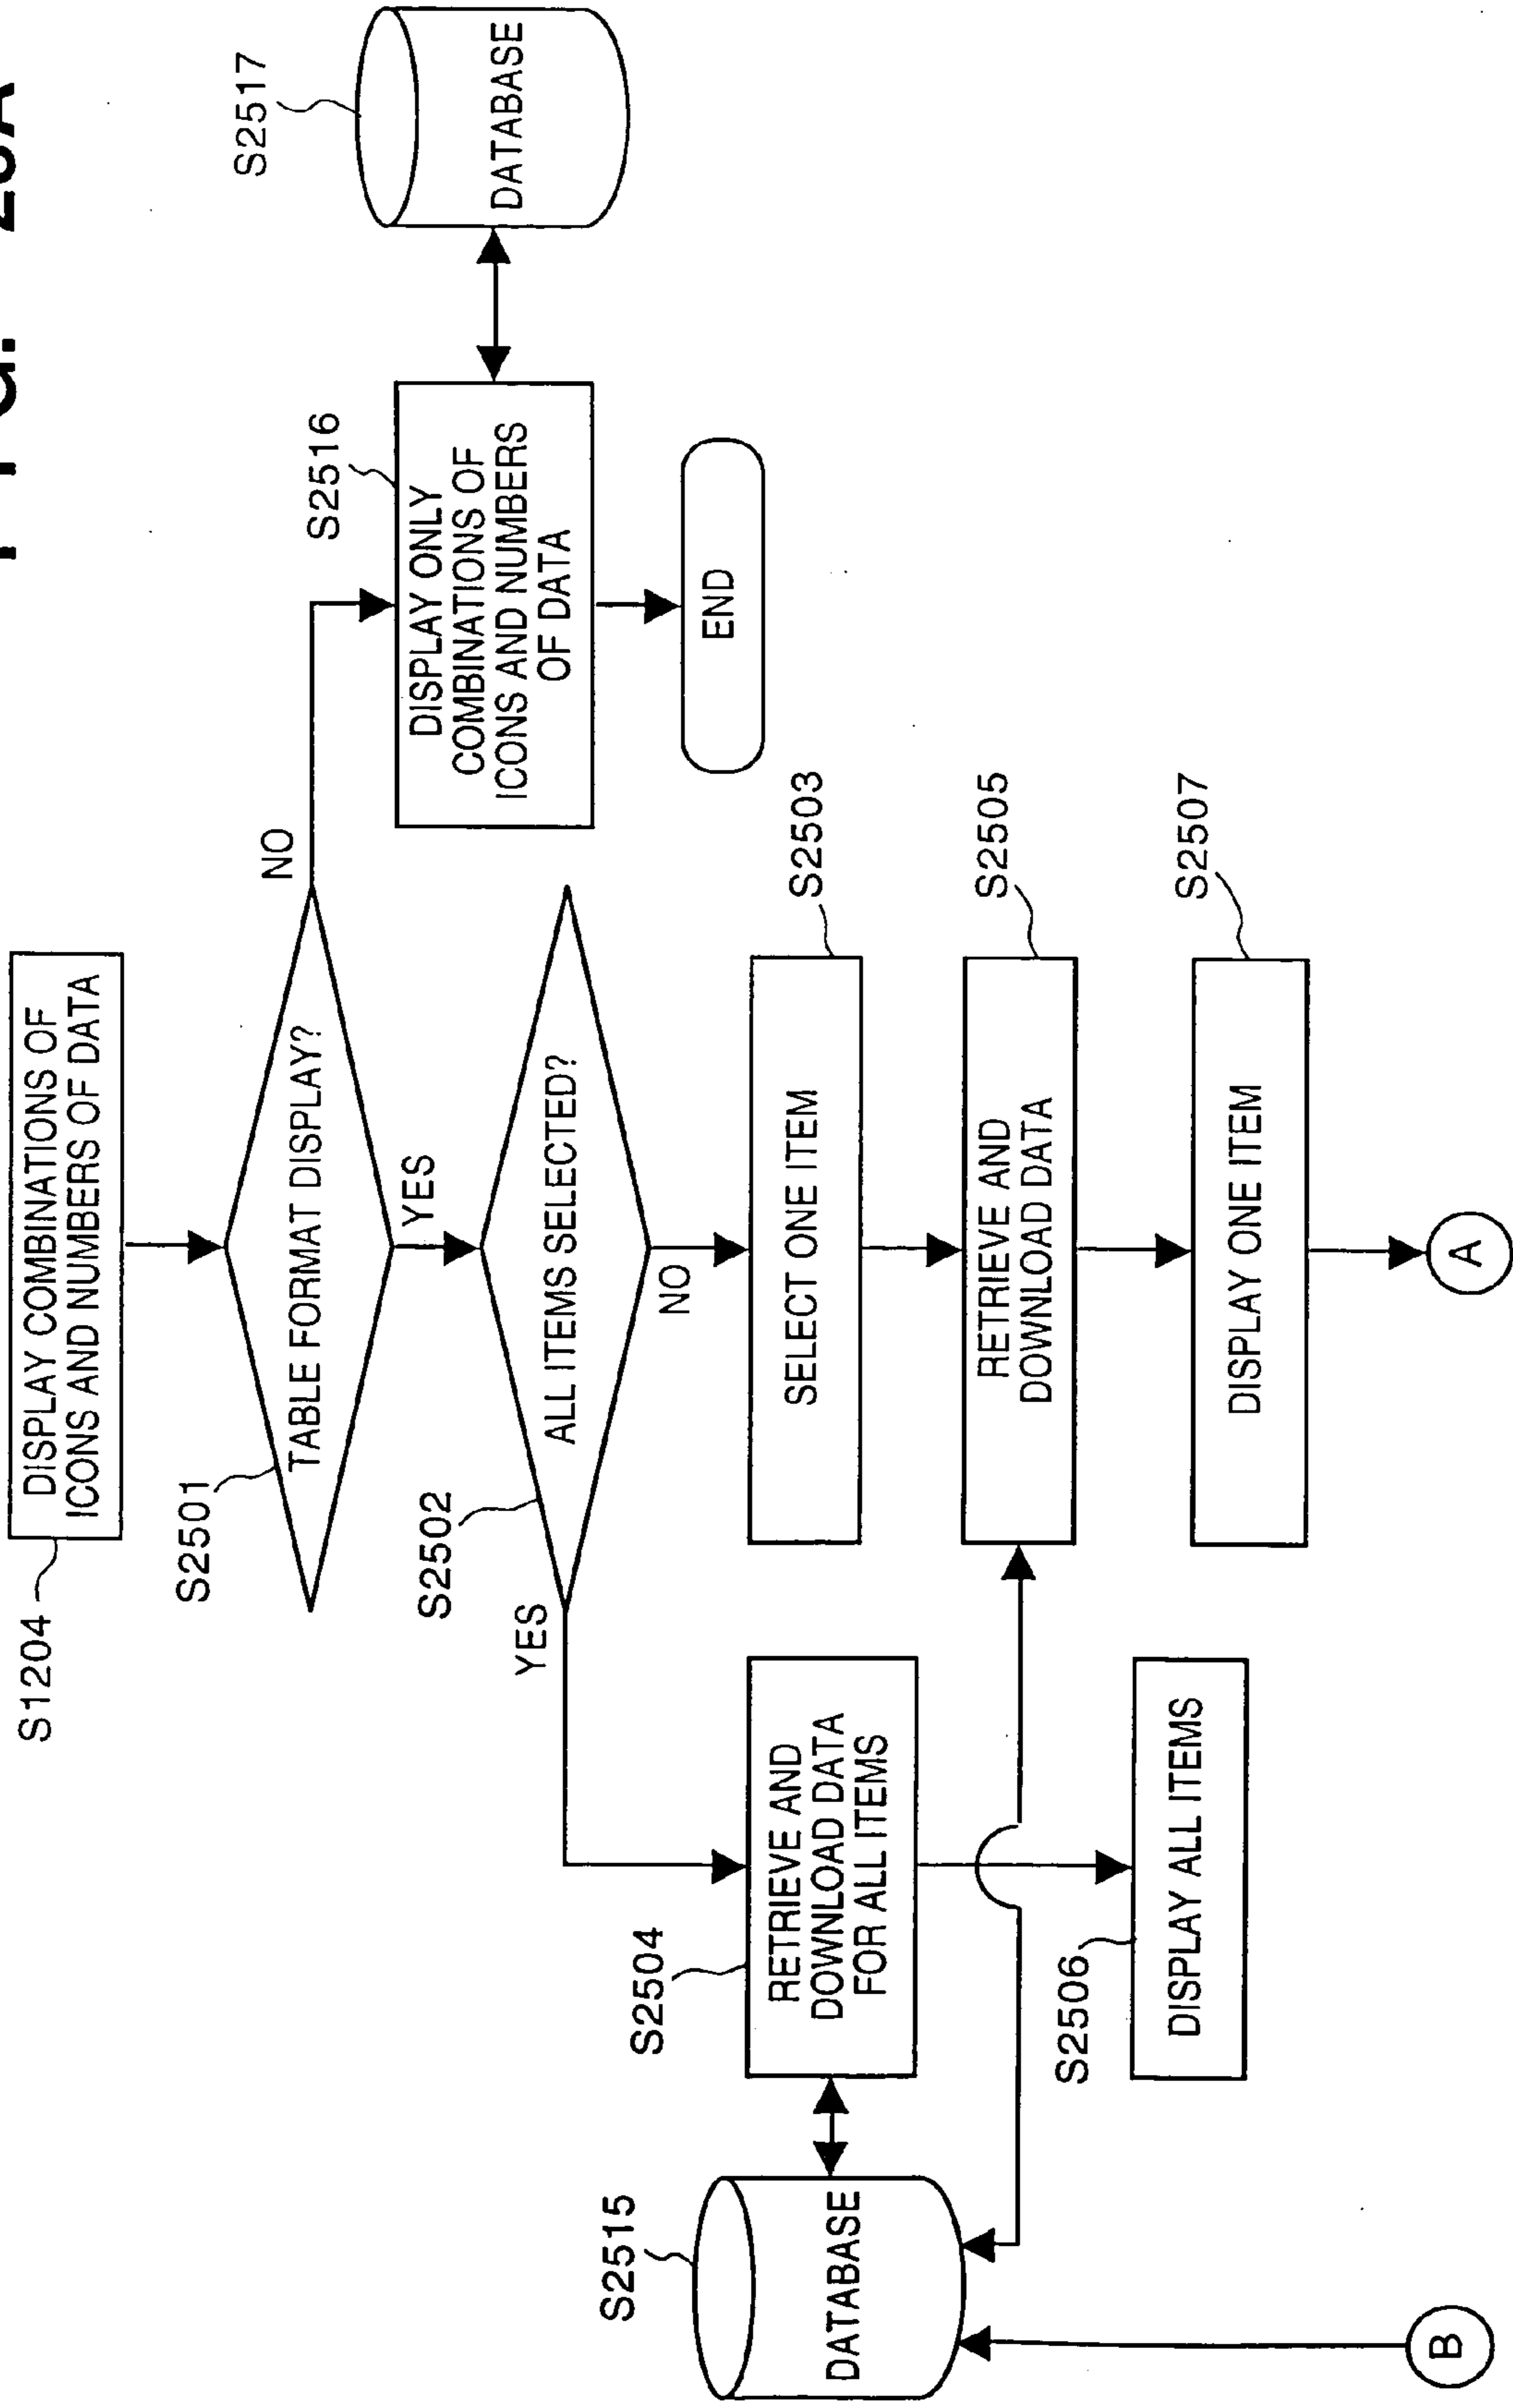 S1204
DISPLAY COMBINATIONS OF
ICONS AND NUMBERS OF DATA
S2501
TABLE FORMAT DISPLAY?
NO
YES
S2517
DATABASE
S2516
DISPLAY ONLY
COMBINATIONS OF
ICONS AND NUMBERS
OF DATA
END
S2502
ALL ITEMS SELECTED?
YES
NO
S2503
SELECT ONE ITEM
S2504
RETRIEVE AND
DOWNLOAD DATA
FOR ALL ITEMS
S2515
DATABASE
S2505
RETRIEVE AND
DOWNLOAD DATA
S2506
DISPLAY ALL ITEMS
S2507
DISPLAY ONE ITEM
A
B